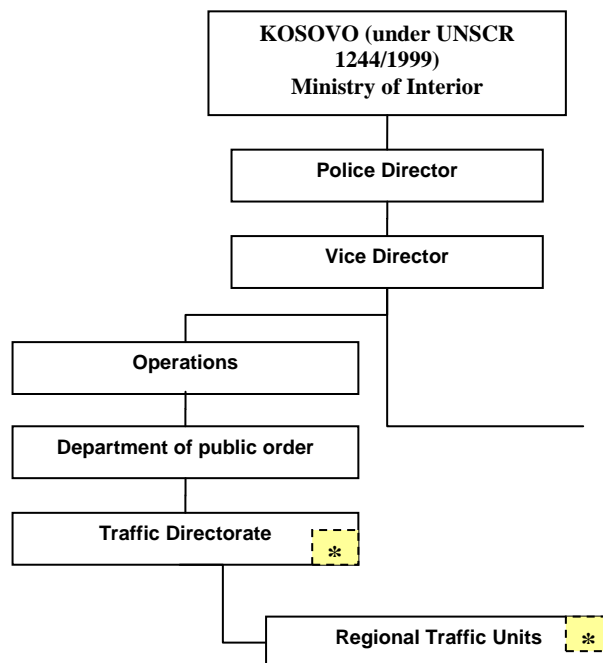 KOSOVO (under UNSCR
1244/1999)
Ministry of Interior
Police Director
Vice Director
Operations
Department of public order
Traffic Directorate
*
Regional Traffic Units
*